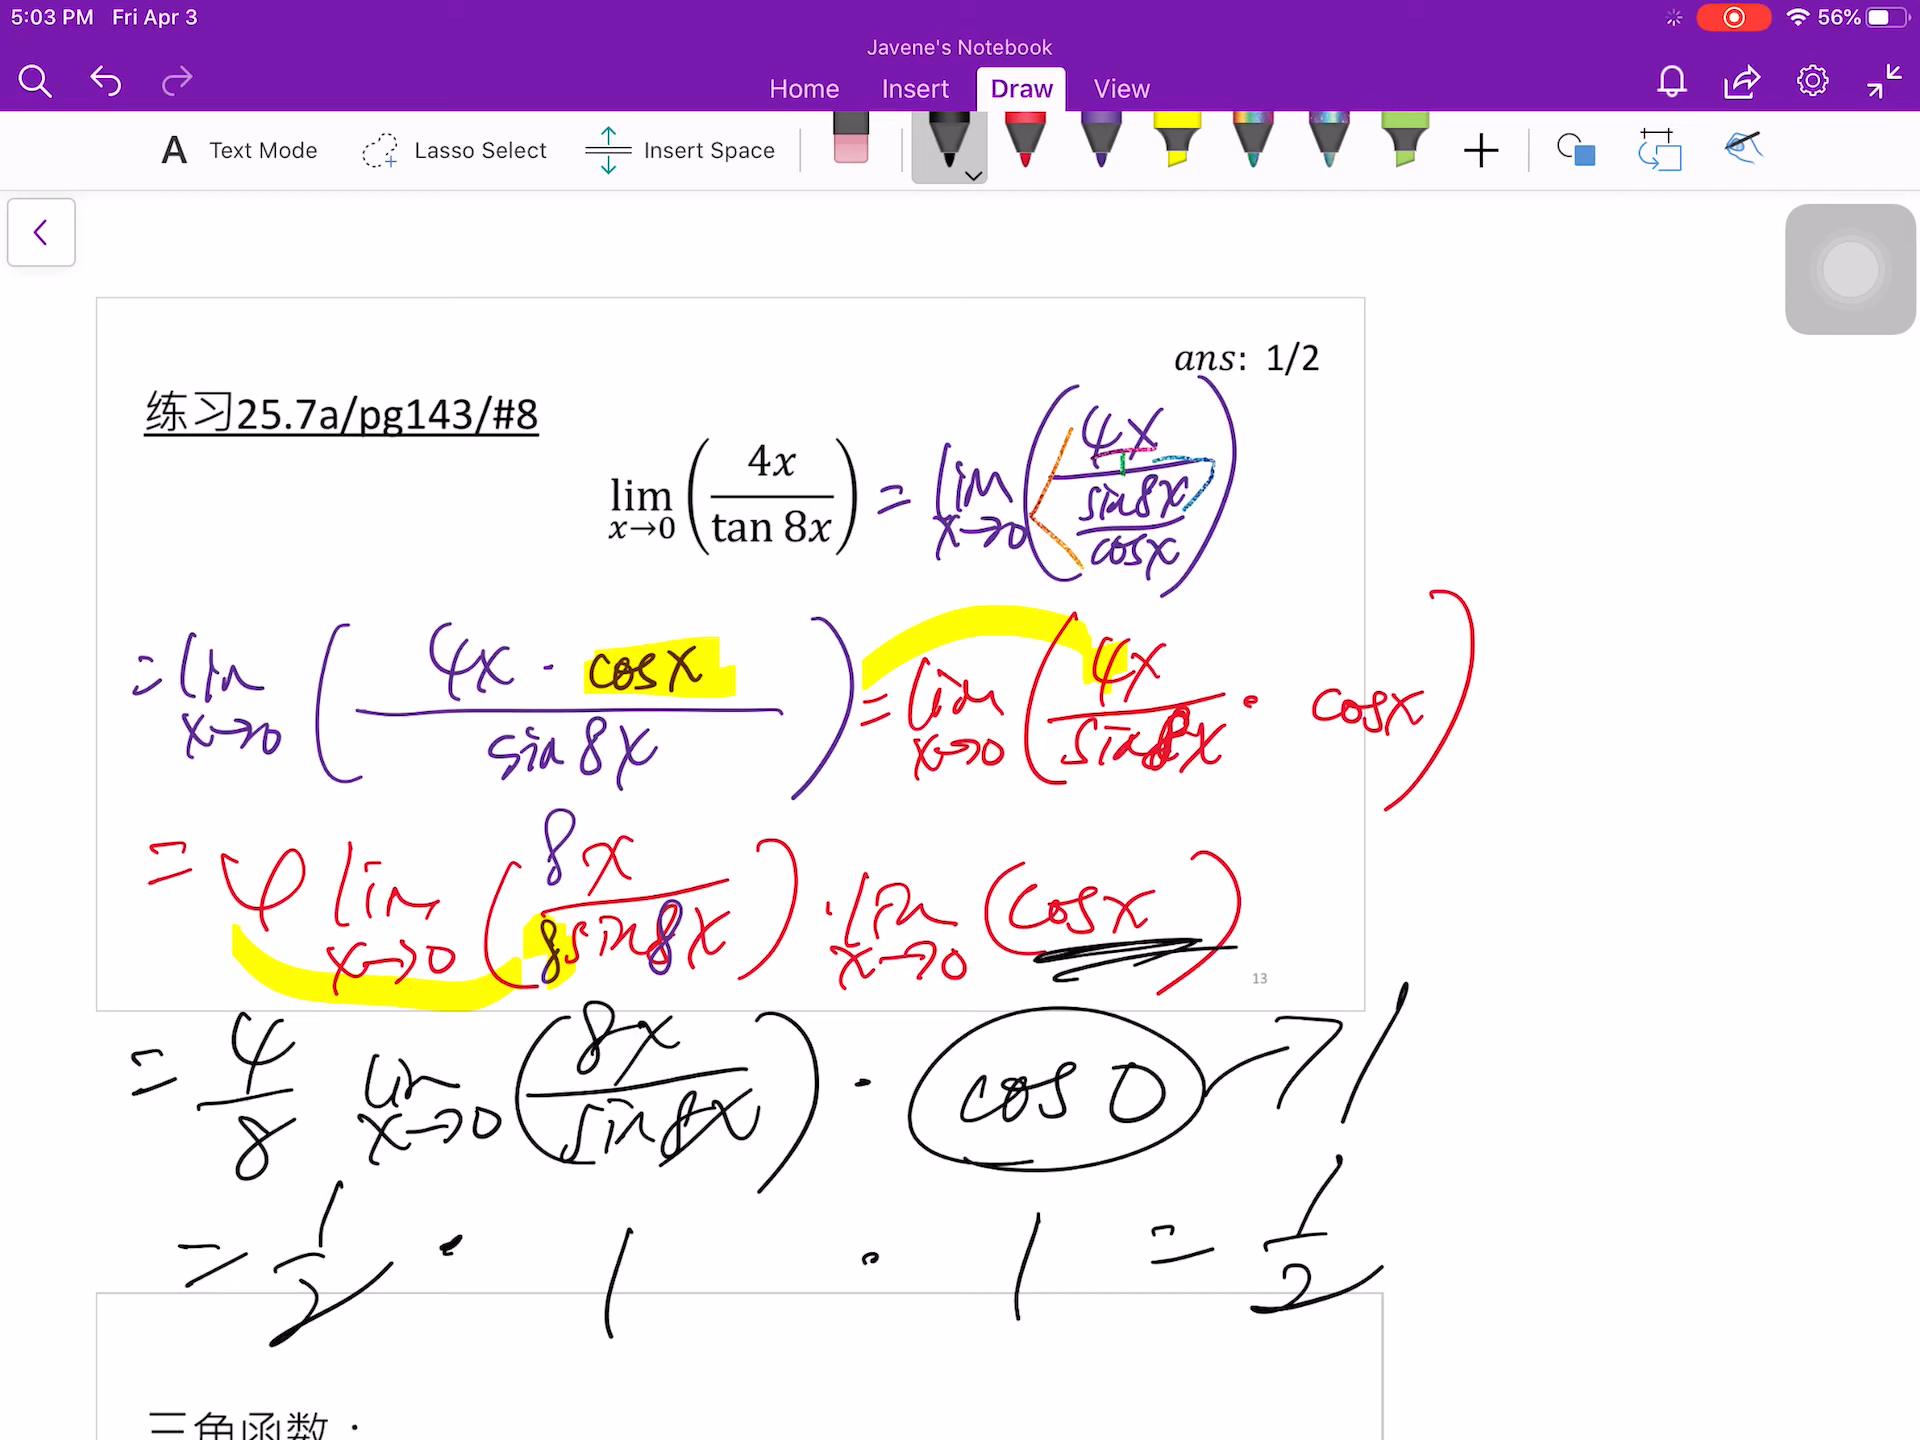 5:03 PM Fri Apr 3
56%
Javene's Notebook
Home Insert Draw View
A Text Mode Lasso Select Insert Space
ans: 1/2
练习25.7a/pg143/#8
lim x→0 (4x / tan 8x) = lim x→0 (4x / (sin8x / cosx))
= lim x→0 (4x · cosx / sin8x) = lim x→0 (4x / sin8x · cosx)
= 4 lim x→0 (8x / 8sin8x) · lim x→0 (cosx)
13
= 4/8 lim x→0 (8x / sin8x) · cos 0 → 1
= 1/2 · 1 · 1 = 1/2
三角函数：